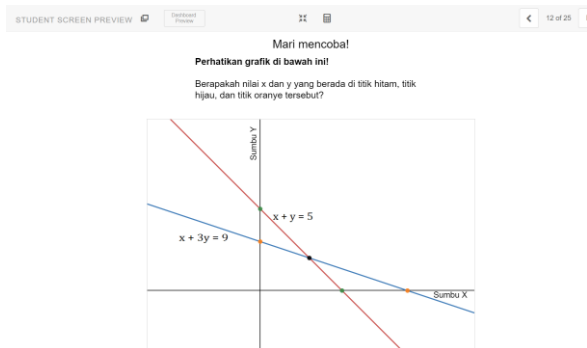 STUDENT SCREEN PREVIEW
Dashboard
Preview
12 of 25
Mari mencoba!
Perhatikan grafik di bawah ini!
Berapakah nilai x dan y yang berada di titik hitam, titik
hijau, dan titik oranye tersebut?
Sumbu Y
x + y = 5
x + 3y = 9
Sumbu X